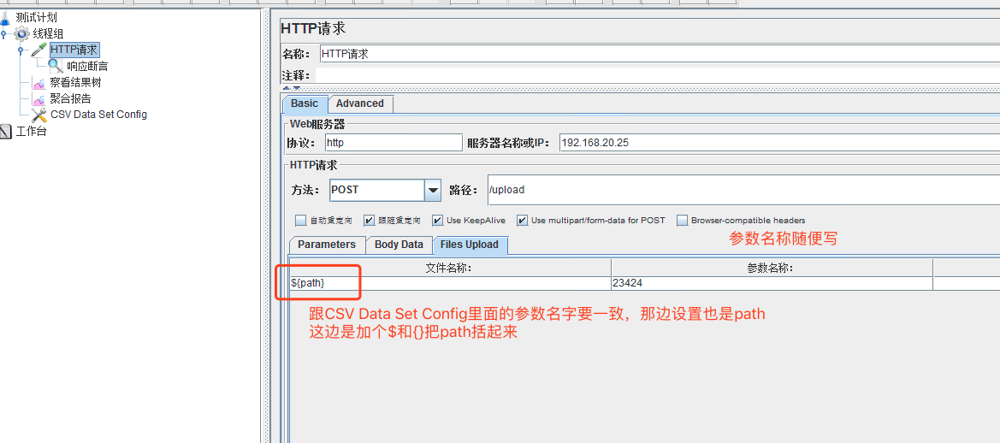 测试计划
线程组
HTTP请求
响应断言
察看结果树
聚合报告
CSV Data Set Config
工作台
HTTP请求
名称： HTTP请求
注释：
Basic Advanced
Web服务器
协议： http 服务器名称或IP： 192.168.20.25
HTTP请求
方法： POST 路径： /upload
自动重定向 跟随重定向 Use KeepAlive Use multipart/form-data for POST Browser-compatible headers
参数名称随便写
Parameters Body Data Files Upload
文件名称： 参数名称：
${path} 23424
跟CSV Data Set Config里面的参数名字要一致，那边设置也是path
这边是加个$和{}把path括起来